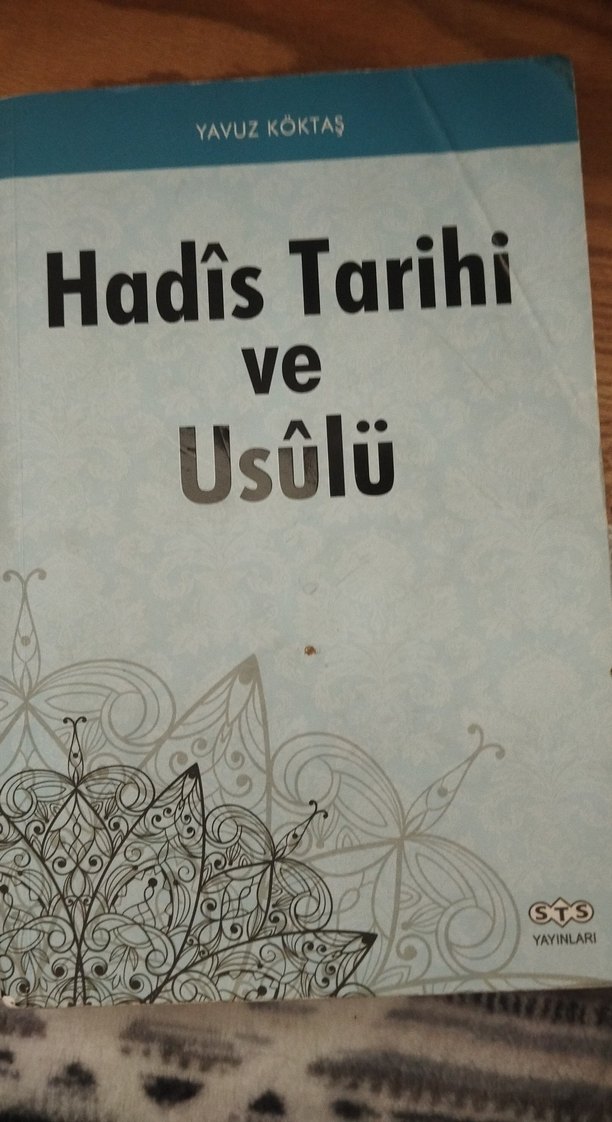 YAVUZ KÖKTAŞ
Hadîs Tarihi
ve
Usûlü
STS
YAYINLARI